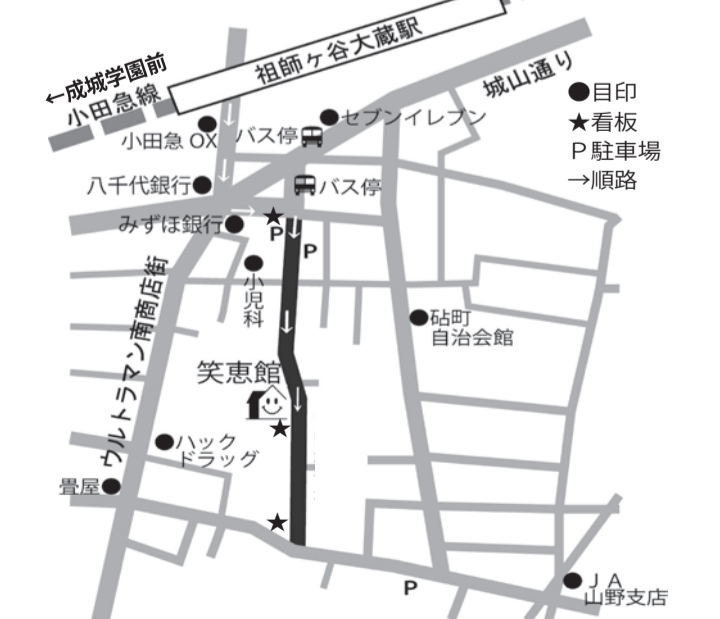 祖師ヶ谷大蔵駅
←成城学園前
小田急線
城山通り
●目印
★看板
P駐車場
→順路
セブンイレブン
小田急 OX
バス停
八千代銀行
バス停
みずほ銀行
P
P
小児科
ウルトラマン南商店街
砧町
自治会館
笑恵館
ハック
ドラッグ
畳屋
P
JA
山野支店